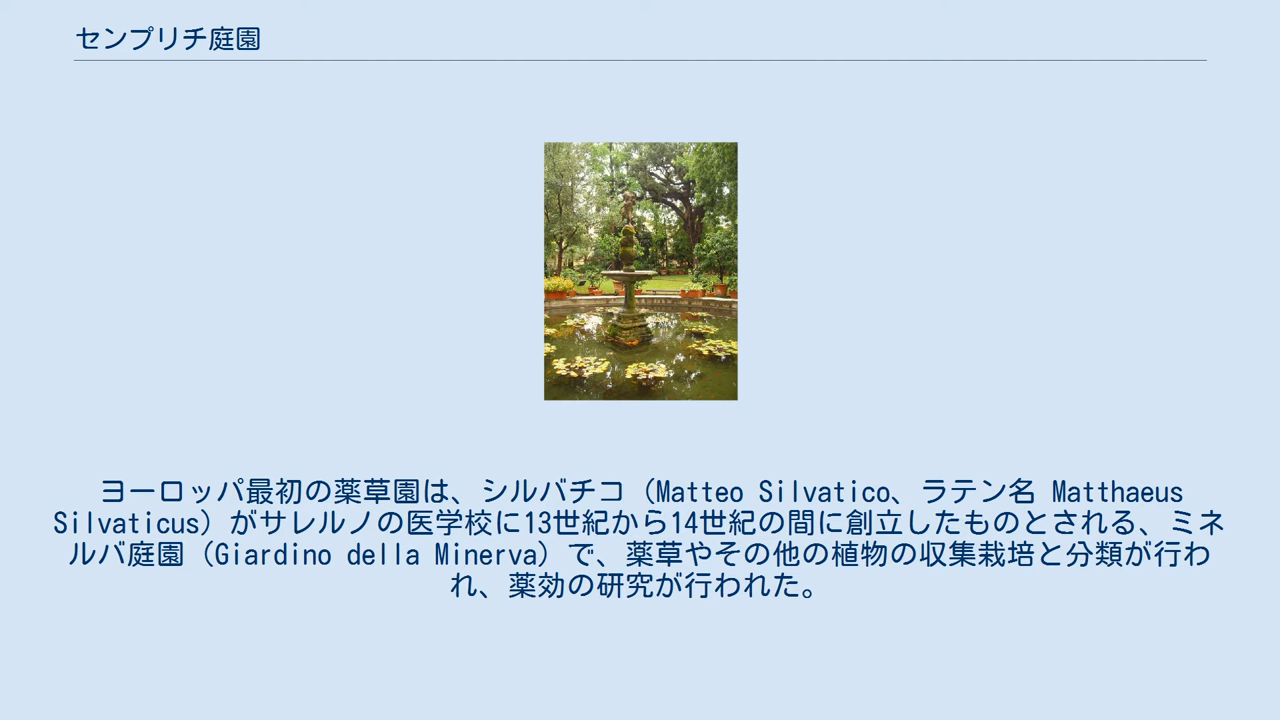 センプリチ庭園
ヨーロッパ最初の薬草園は、シルバチコ（Matteo Silvatico、ラテン名 Matthaeus
Silvaticus）がサレルノの医学校に13世紀から14世紀の間に創立したものとされる、ミネ
ルバ庭園（Giardino della Minerva）で、薬草やその他の植物の収集栽培と分類が行わ
れ、薬効の研究が行われた。